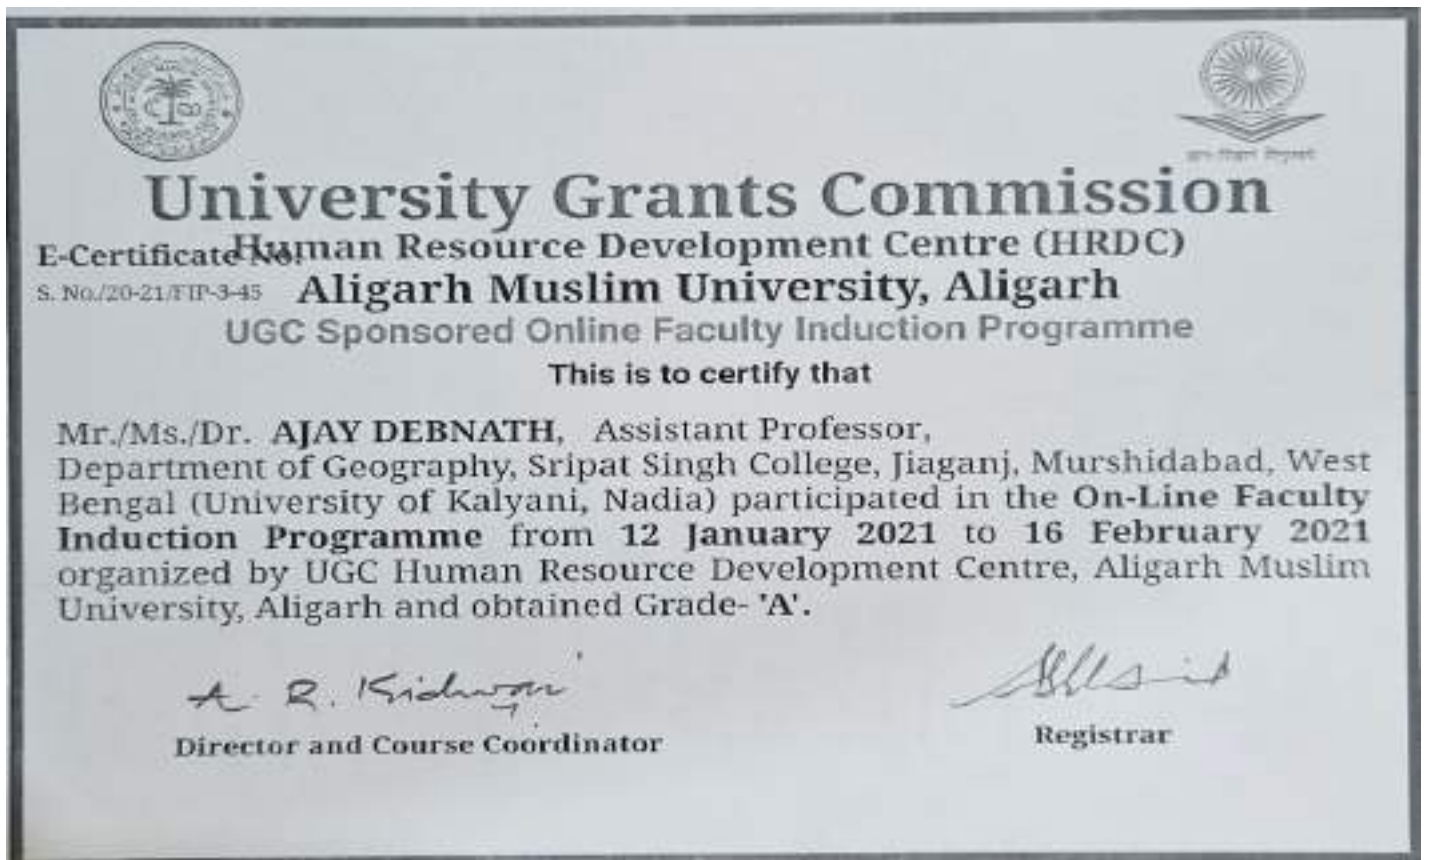 University Grants Commission
E-Certificate No.
Human Resource Development Centre (HRDC)
S. No./20-21/FIP-3-45
Aligarh Muslim University, Aligarh
UGC Sponsored Online Faculty Induction Programme
This is to certify that
Mr./Ms./Dr. AJAY DEBNATH, Assistant Professor,
Department of Geography, Sripat Singh College, Jiaganj, Murshidabad, West
Bengal (University of Kalyani, Nadia) participated in the On-Line Faculty
Induction Programme from 12 January 2021 to 16 February 2021
organized by UGC Human Resource Development Centre, Aligarh Muslim
University, Aligarh and obtained Grade- 'A'.
A. R. Kidwai
Director and Course Coordinator
Registrar